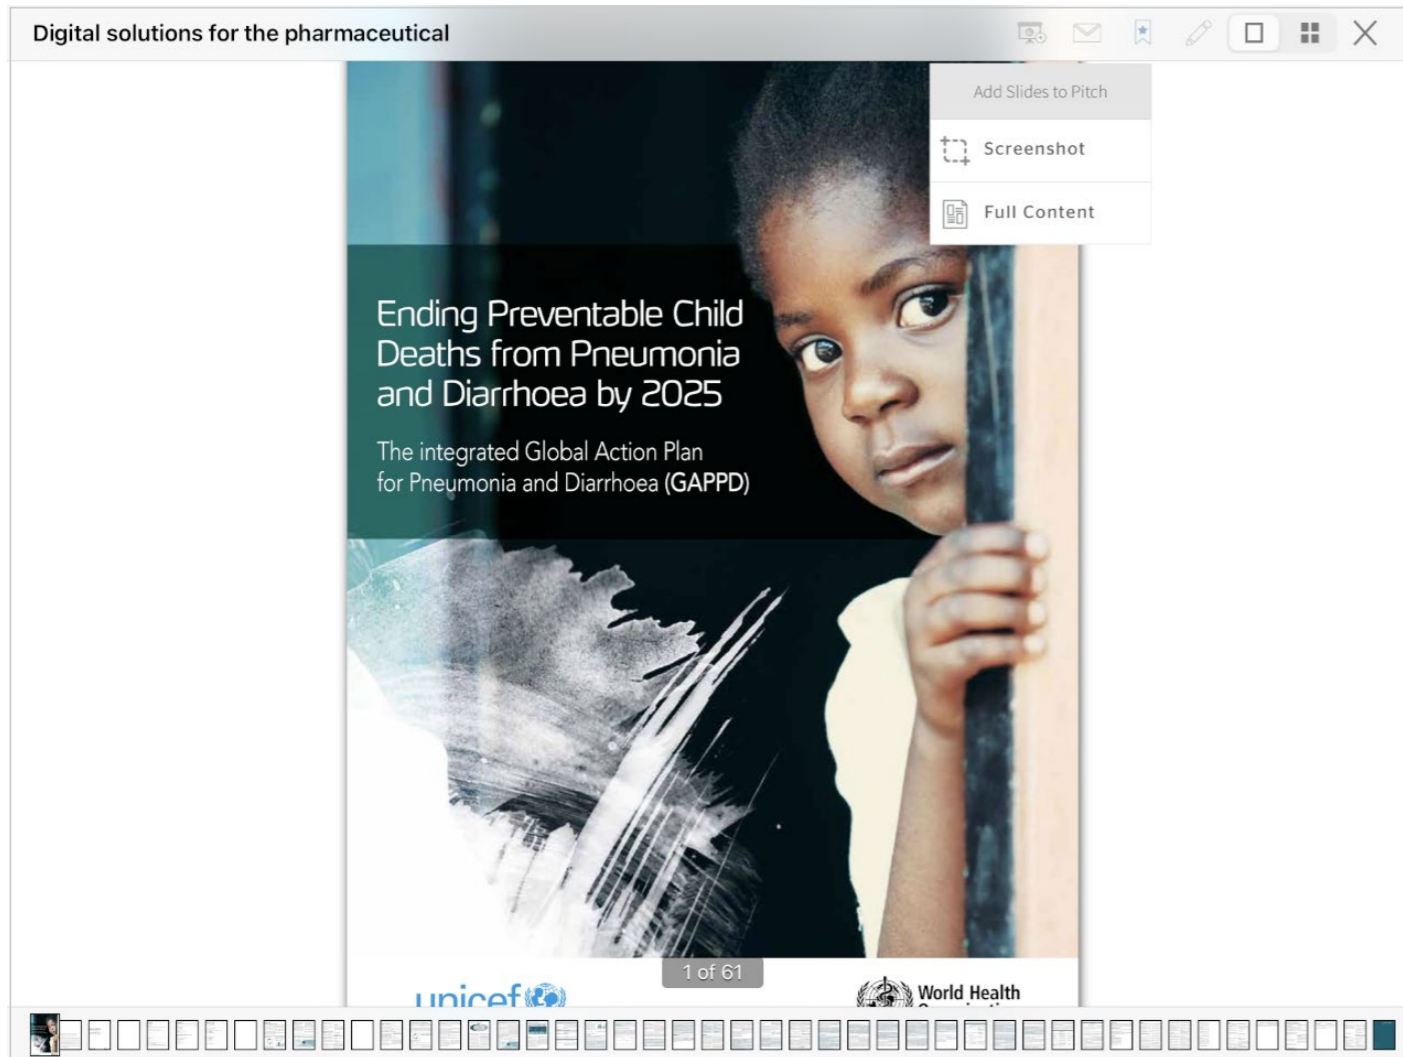 Digital solutions for the pharmaceutical
Add Slides to Pitch
Screenshot
Full Content
Ending Preventable Child
Deaths from Pneumonia
and Diarrhoea by 2025
The integrated Global Action Plan
for Pneumonia and Diarrhoea (GAPPD)
1 of 61
unicef
World Health